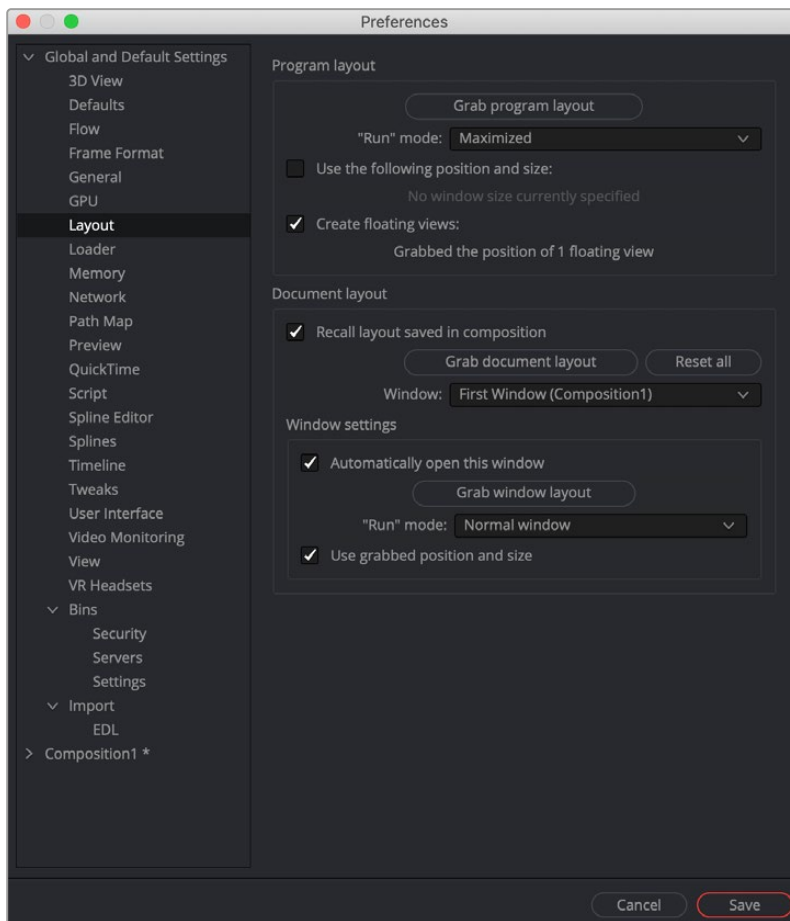 Preferences
Global and Default Settings
3D View
Defaults
Flow
Frame Format
General
GPU
Layout
Loader
Memory
Network
Path Map
Preview
QuickTime
Script
Spline Editor
Splines
Timeline
Tweaks
User Interface
Video Monitoring
View
VR Headsets
Bins
Security
Servers
Settings
Import
EDL
Composition1 *
Program layout
Grab program layout
"Run" mode: Maximized
Use the following position and size:
No window size currently specified
Create floating views:
Grabbed the position of 1 floating view
Document layout
Recall layout saved in composition
Grab document layout Reset all
Window: First Window (Composition1)
Window settings
Automatically open this window
Grab window layout
"Run" mode: Normal window
Use grabbed position and size
Cancel Save